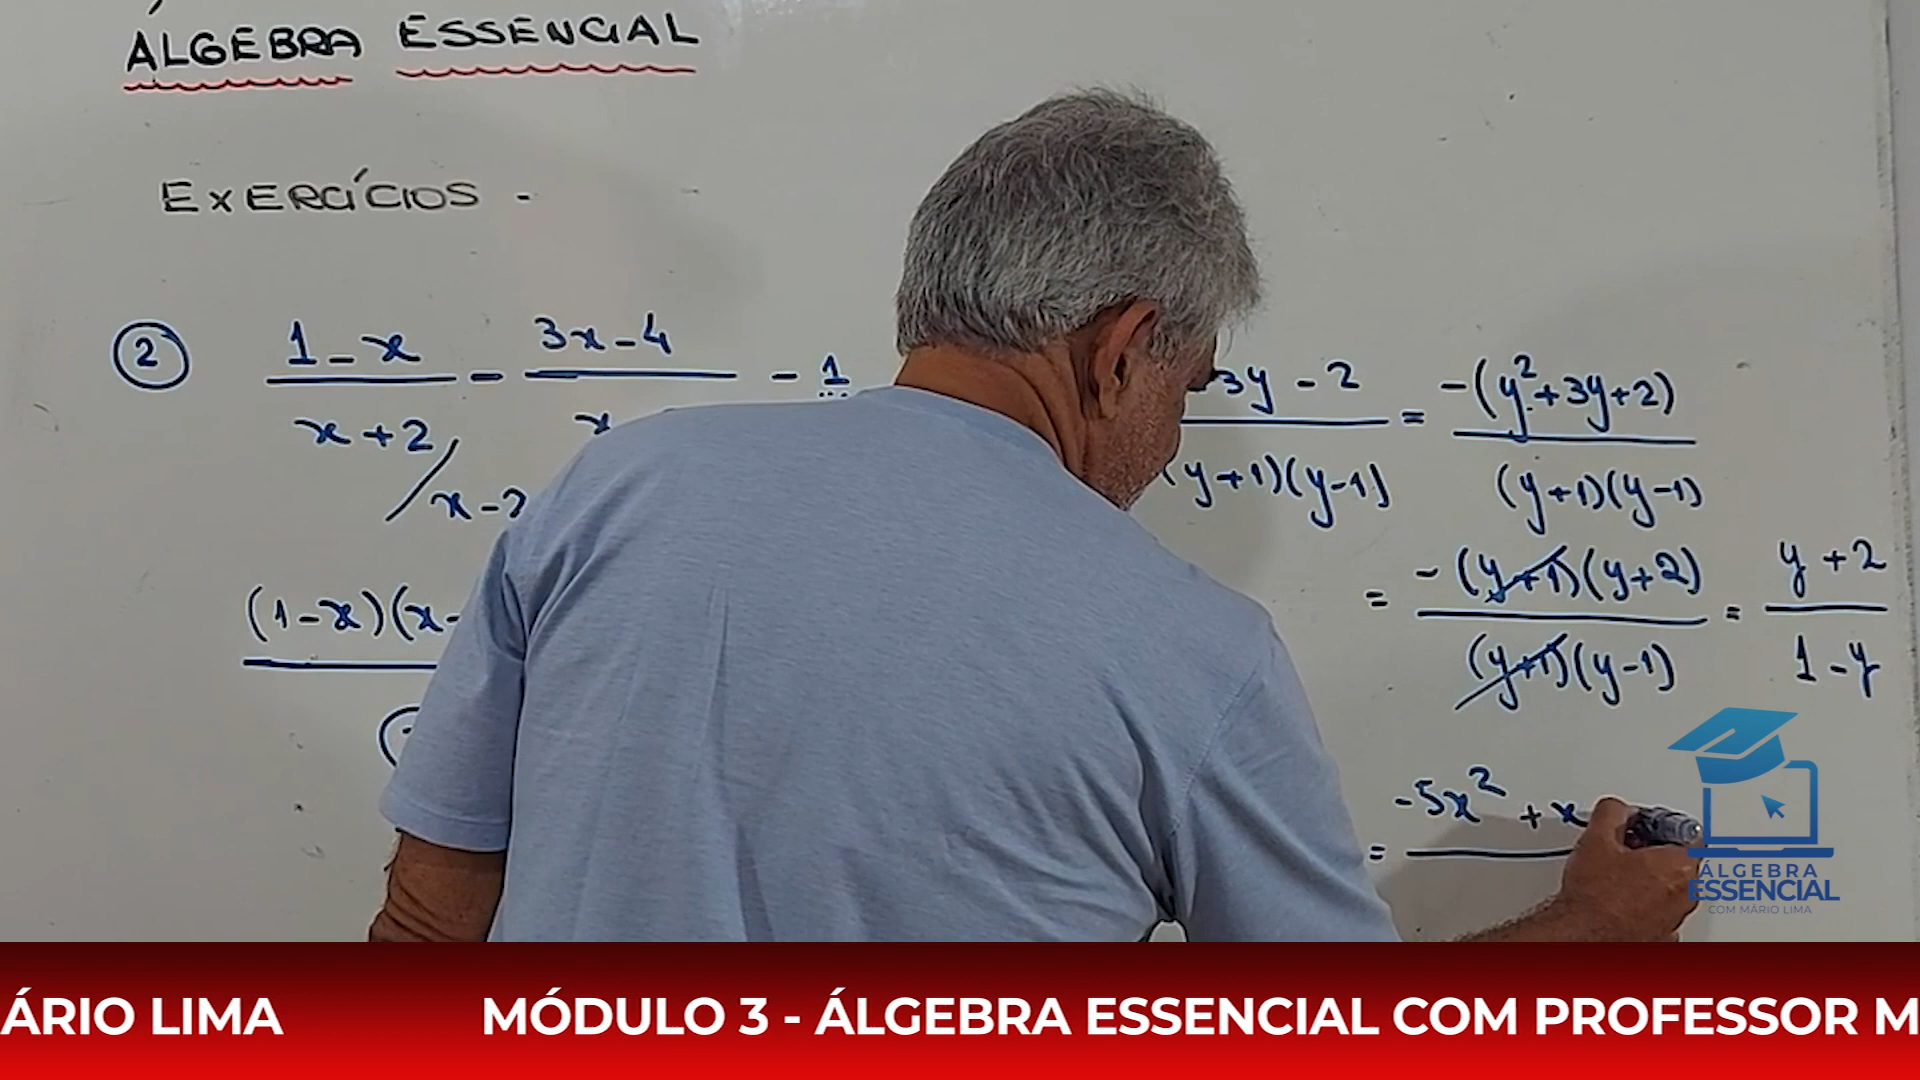 ÁLGEBRA ESSENCIAL
EXERCÍCIOS -
② 1 - x / x + 2 - 3x - 4 / x - 1
/ x - 2
(1 - x)(x -
3y - 2 / (y+1)(y-1) = -(y²+3y+2) / (y+1)(y-1)
= -(y+1)(y+2) / (y+1)(y-1) = y + 2 / 1 - y
= -5x² + x
ÁLGEBRA
ESSENCIAL
COM MÁRIO LIMA
ÁRIO LIMA MÓDULO 3 - ÁLGEBRA ESSENCIAL COM PROFESSOR M